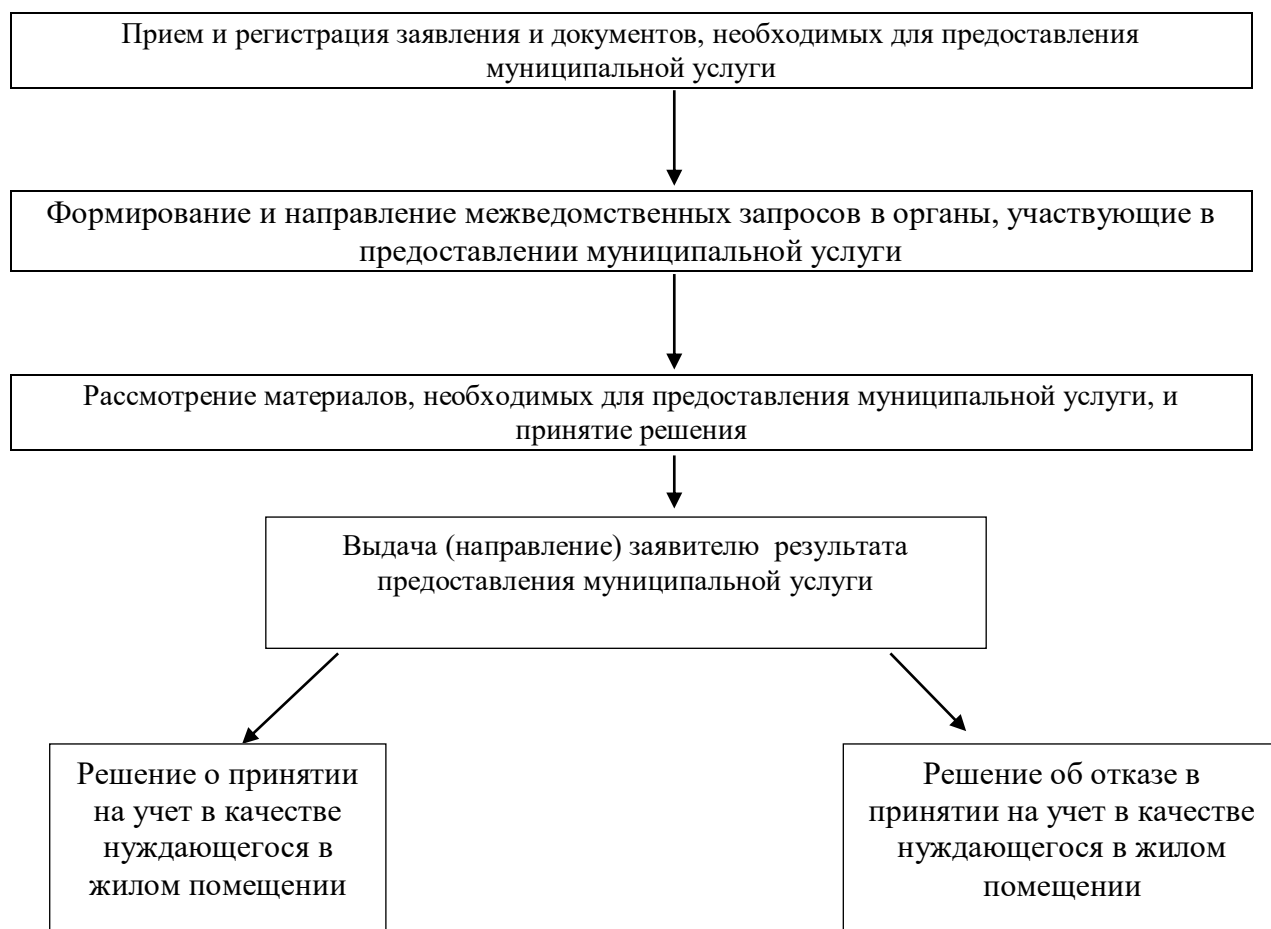 Прием и регистрация заявления и документов, необходимых для предоставления
муниципальной услуги
Формирование и направление межведомственных запросов в органы, участвующие в
предоставлении муниципальной услуги
Рассмотрение материалов, необходимых для предоставления муниципальной услуги, и
принятие решения
Выдача (направление) заявителю результата
предоставления муниципальной услуги
Решение о принятии
на учет в качестве
нуждающегося в
жилом помещении
Решение об отказе в
принятии на учет в качестве
нуждающегося в жилом
помещении